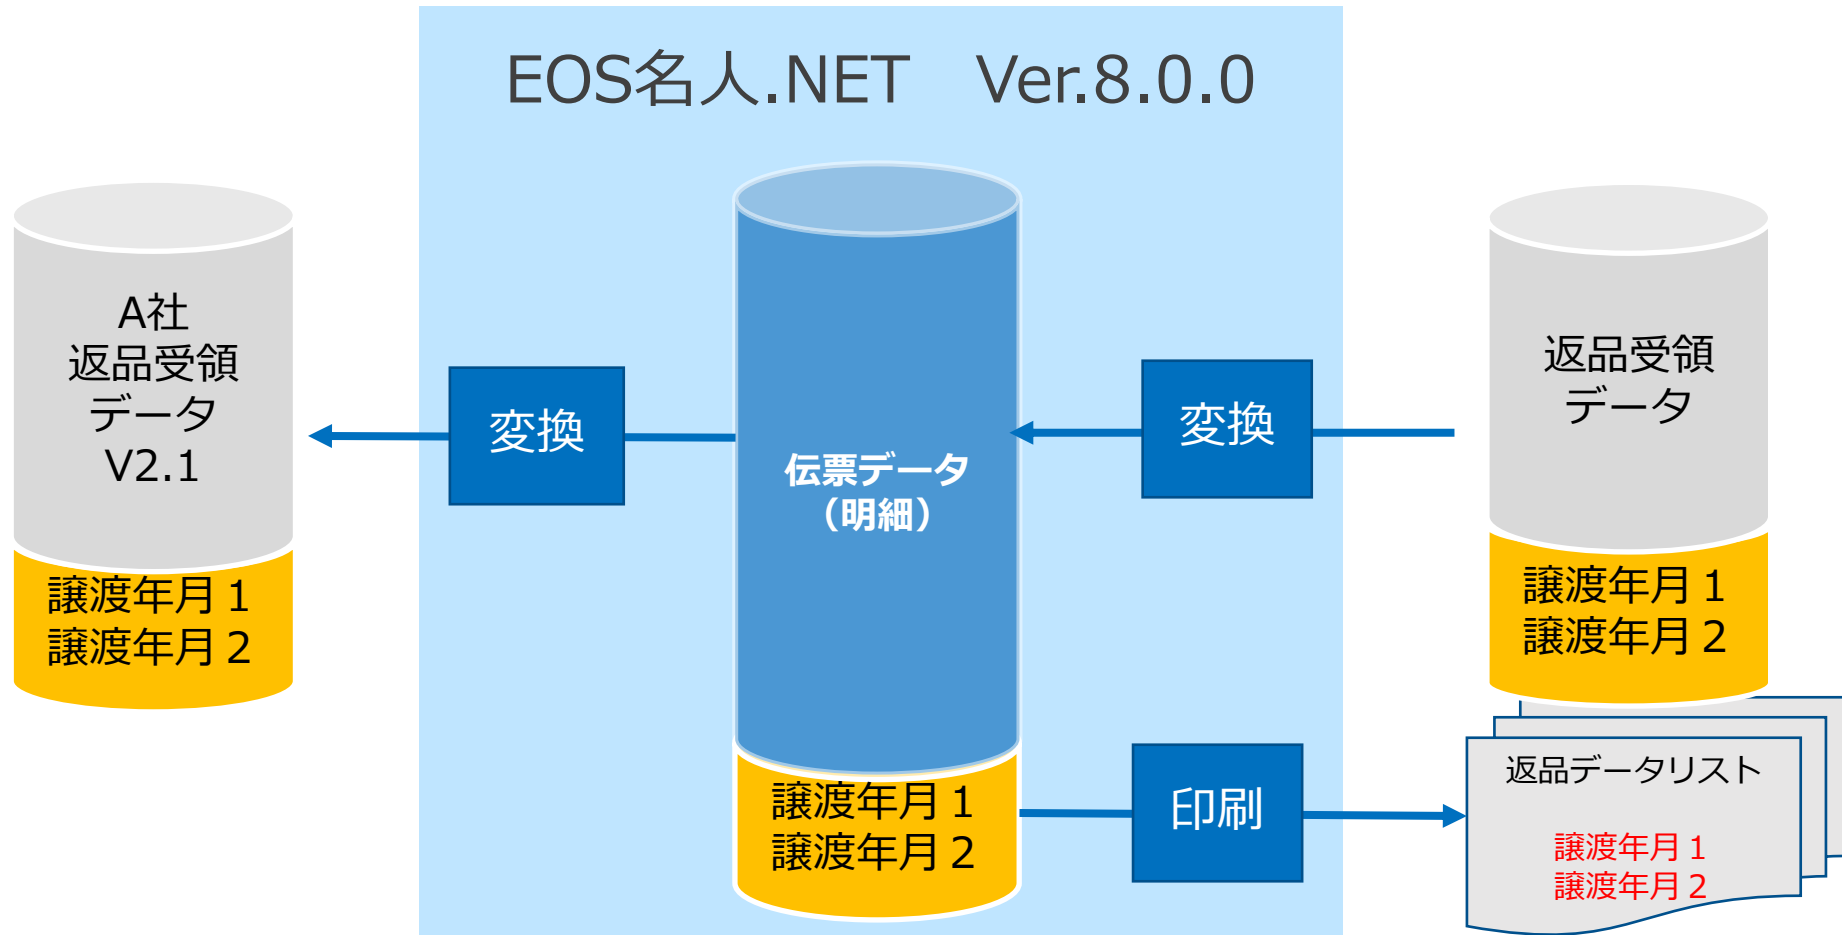 EOS名人.NET　Ver.8.0.0
A社
返品受領
データ
V2.1
譲渡年月１
譲渡年月２
変換
伝票データ
（明細）
譲渡年月１
譲渡年月２
変換
印刷
返品受領
データ
譲渡年月１
譲渡年月２
返品データリスト
譲渡年月１
譲渡年月２